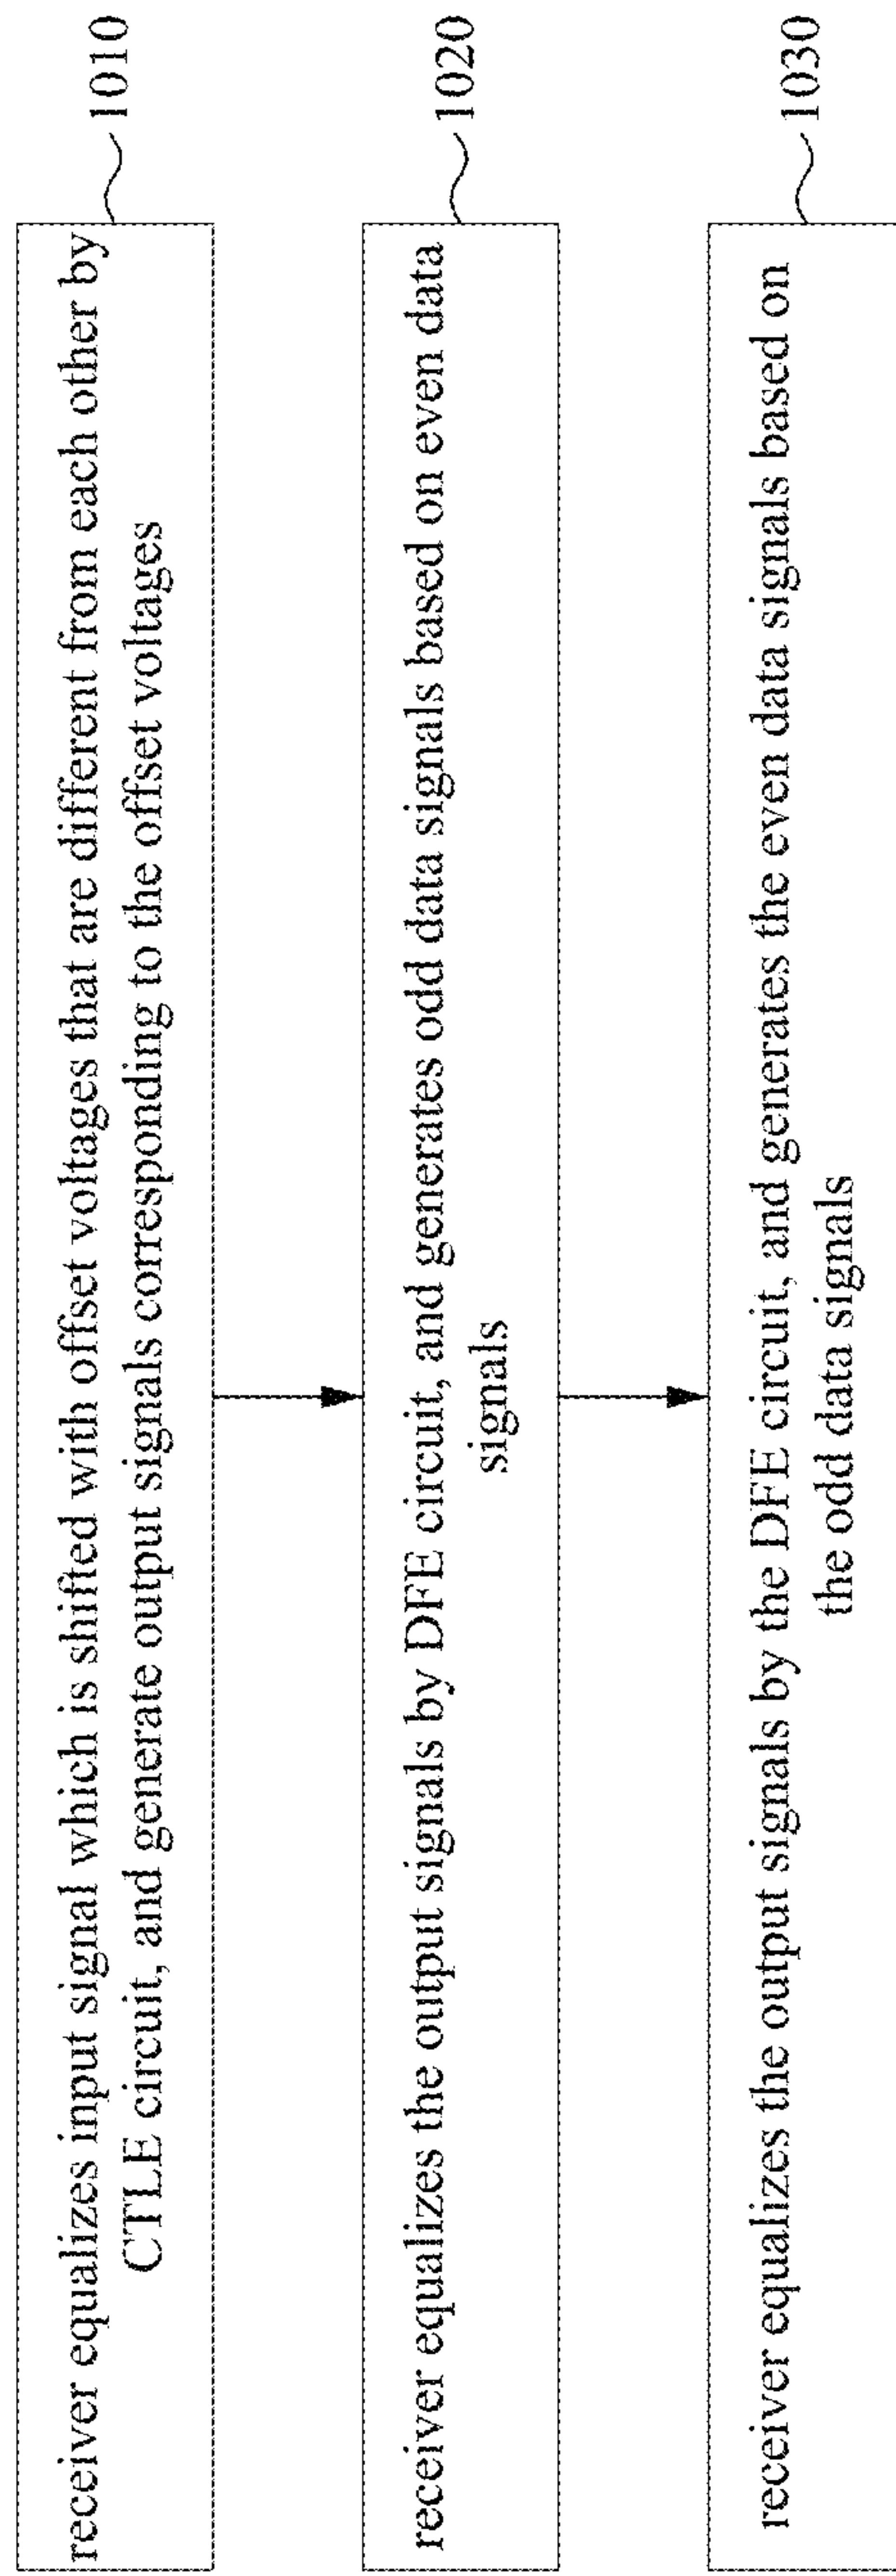 receiver equalizes input signal which is shifted with offset voltages that are different from each other by
CTLE circuit, and generate output signals corresponding to the offset voltages
1010
receiver equalizes the output signals by DFE circuit, and generates odd data signals based on even data
signals
1020
receiver equalizes the output signals by the DFE circuit, and generates the even data signals based on
the odd data signals
1030